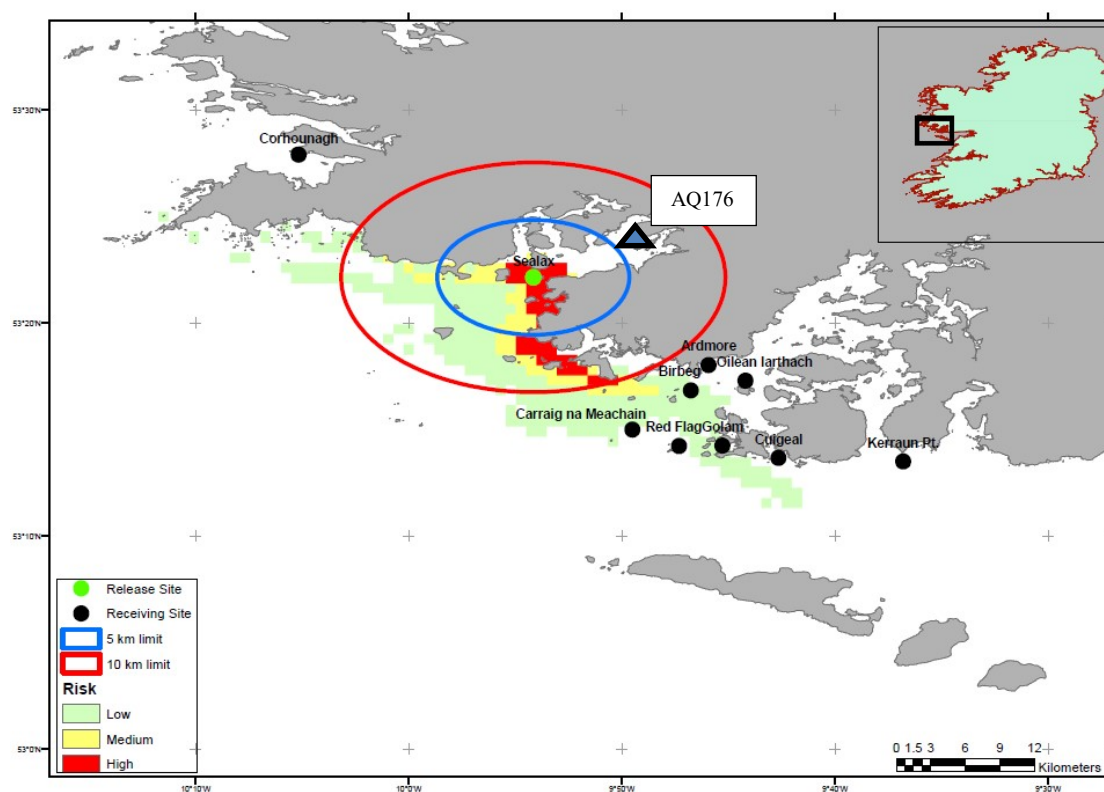 53°30'N
Corhounagh
AQ176
Sealax
53°20'N
Ardmore
Oilean Iarthach
Birbeg
Carraig na Meachain
Red Flag
Golam
Cuigeal
Kerraun Pt.
53°10'N
53°0'N
Release Site
Receiving Site
5 km limit
10 km limit
Risk
Low
Medium
High
0 1.5 3 6 9 12
Kilometers
10°10'W
10°0'W
9°50'W
9°40'W
9°30'W